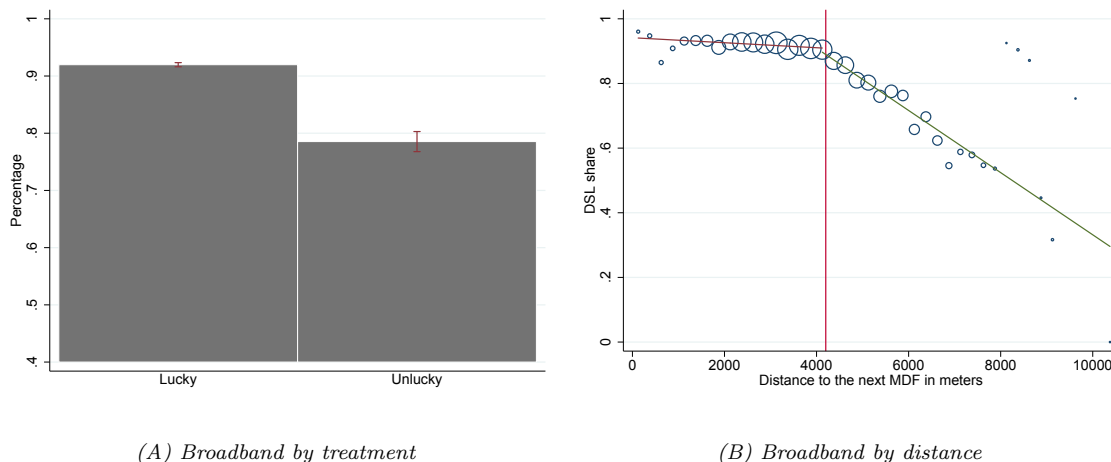 1
.9
.8
.7
.6
.5
.4
Percentage
Lucky
Unlucky
(A) Broadband by treatment
1
.8
.6
.4
.2
0
DSL share
0
2000
4000
6000
8000
10000
Distance to the next MDF in meters
(B) Broadband by distance